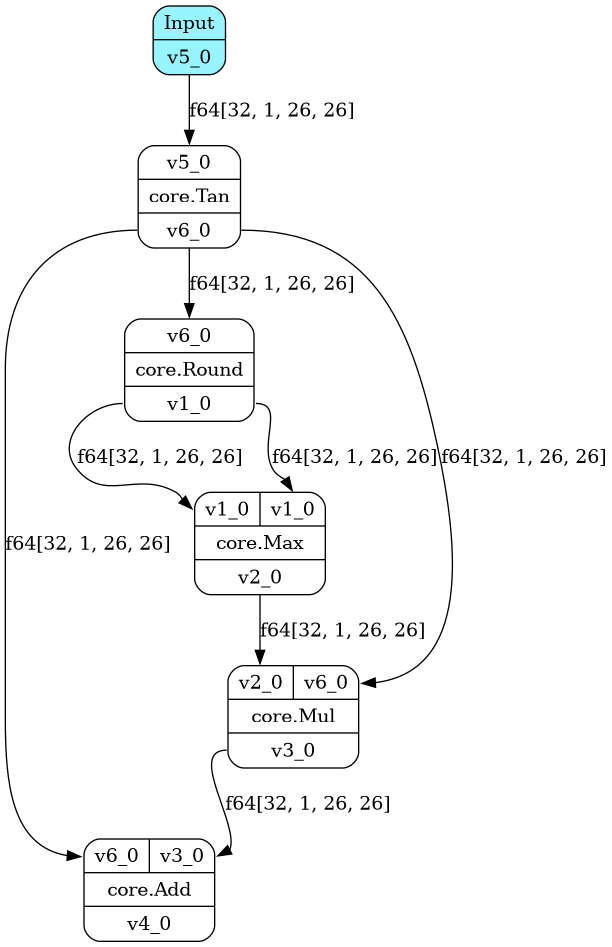 Input
v5_0
f64[32, 1, 26, 26]
v5_0
core.Tan
v6_0
f64[32, 1, 26, 26]
v6_0
core.Round
v1_0
f64[32, 1, 26, 26] f64[32, 1, 26, 26] f64[32, 1, 26, 26]
v1_0 v1_0
core.Max
v2_0
f64[32, 1, 26, 26]
f64[32, 1, 26, 26]
v2_0 v6_0
core.Mul
v3_0
f64[32, 1, 26, 26]
v6_0 v3_0
core.Add
v4_0